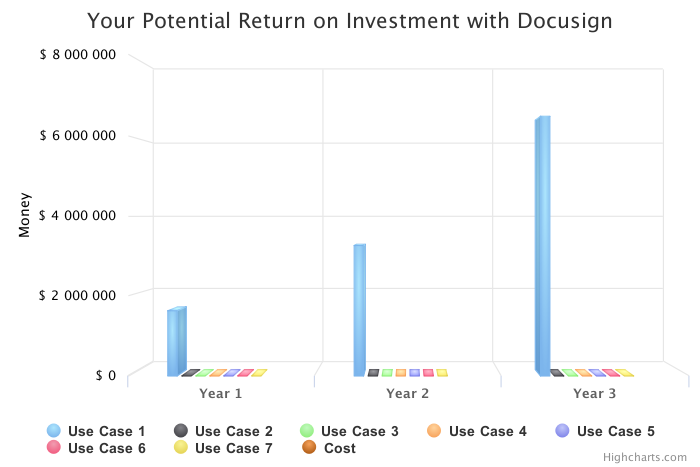 Your Potential Return on Investment with Docusign
$ 8 000 000
$ 6 000 000
$ 4 000 000
$ 2 000 000
$ 0
Money
Year 1
Year 2
Year 3
Use Case 1
Use Case 2
Use Case 3
Use Case 4
Use Case 5
Use Case 6
Use Case 7
Cost
Highcharts.com